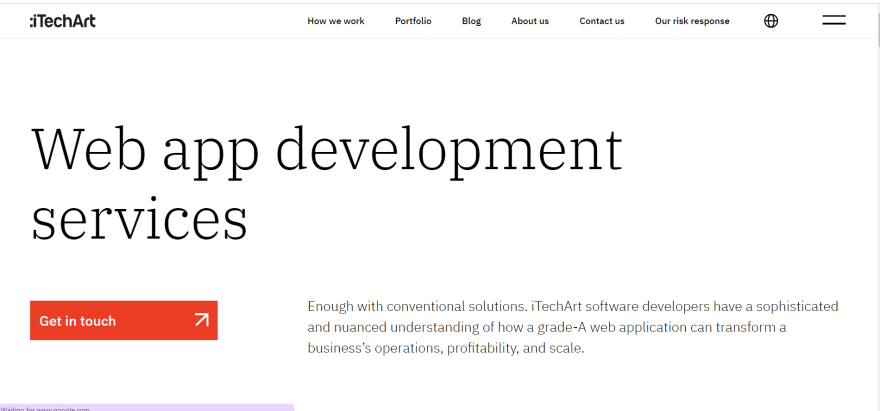 :iTechArt
How we work Portfolio Blog About us Contact us Our risk response
Web app development
services
Get in touch
Enough with conventional solutions. iTechArt software developers have a sophisticated
and nuanced understanding of how a grade-A web application can transform a
business's operations, profitability, and scale.
Waiting for www.google.com